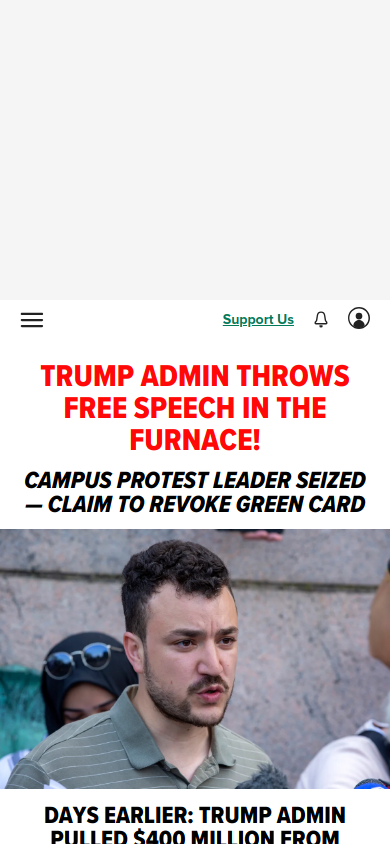 Support Us
TRUMP ADMIN THROWS
FREE SPEECH IN THE
FURNACE!
CAMPUS PROTEST LEADER SEIZED
— CLAIM TO REVOKE GREEN CARD
DAYS EARLIER: TRUMP ADMIN
PULLED $400 MILLION FROM